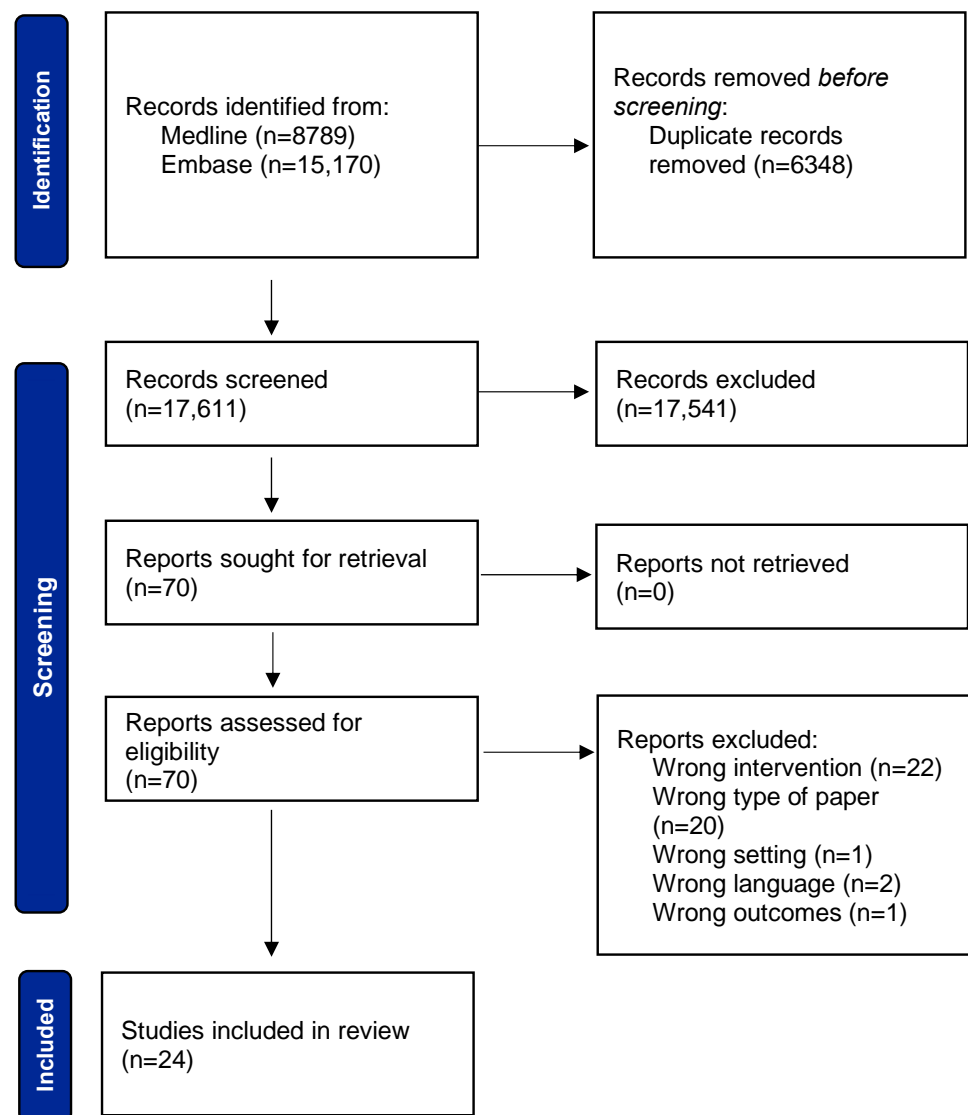 Identification
Records identified from:
Medline (n=8789)
Embase (n=15,170)
Records removed before
screening:
Duplicate records
removed (n=6348)
Screening
Records screened
(n=17,611)
Records excluded
(n=17,541)
Reports sought for retrieval
(n=70)
Reports not retrieved
(n=0)
Reports assessed for
eligibility
(n=70)
Reports excluded:
Wrong intervention (n=22)
Wrong type of paper
(n=20)
Wrong setting (n=1)
Wrong language (n=2)
Wrong outcomes (n=1)
Included
Studies included in review
(n=24)